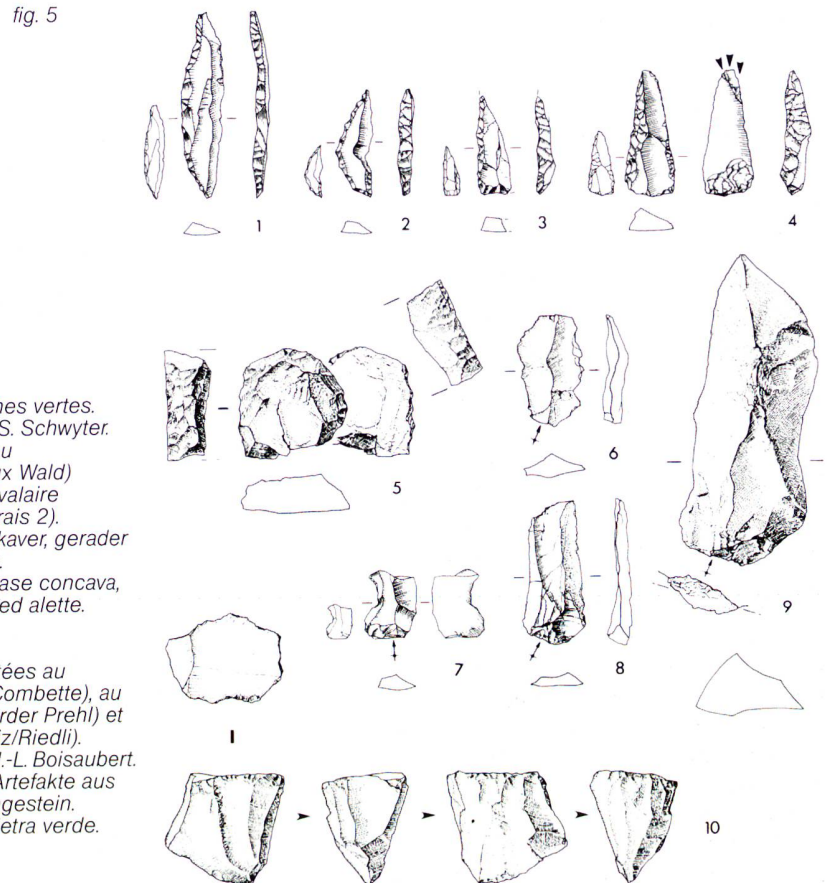 fig. 5
1
2
3
4
5
6
7
8
9
10
nes vertes.
S. Schwyter.
u
x Wald)
valaire
rais 2).
kaver, gerader
ase concava,
ed alette.
tées au
Combette), au
rder Prehl) et
iz/Riedli).
.-L. Boisaubert.
Artefakte aus
gestein.
etra verde.